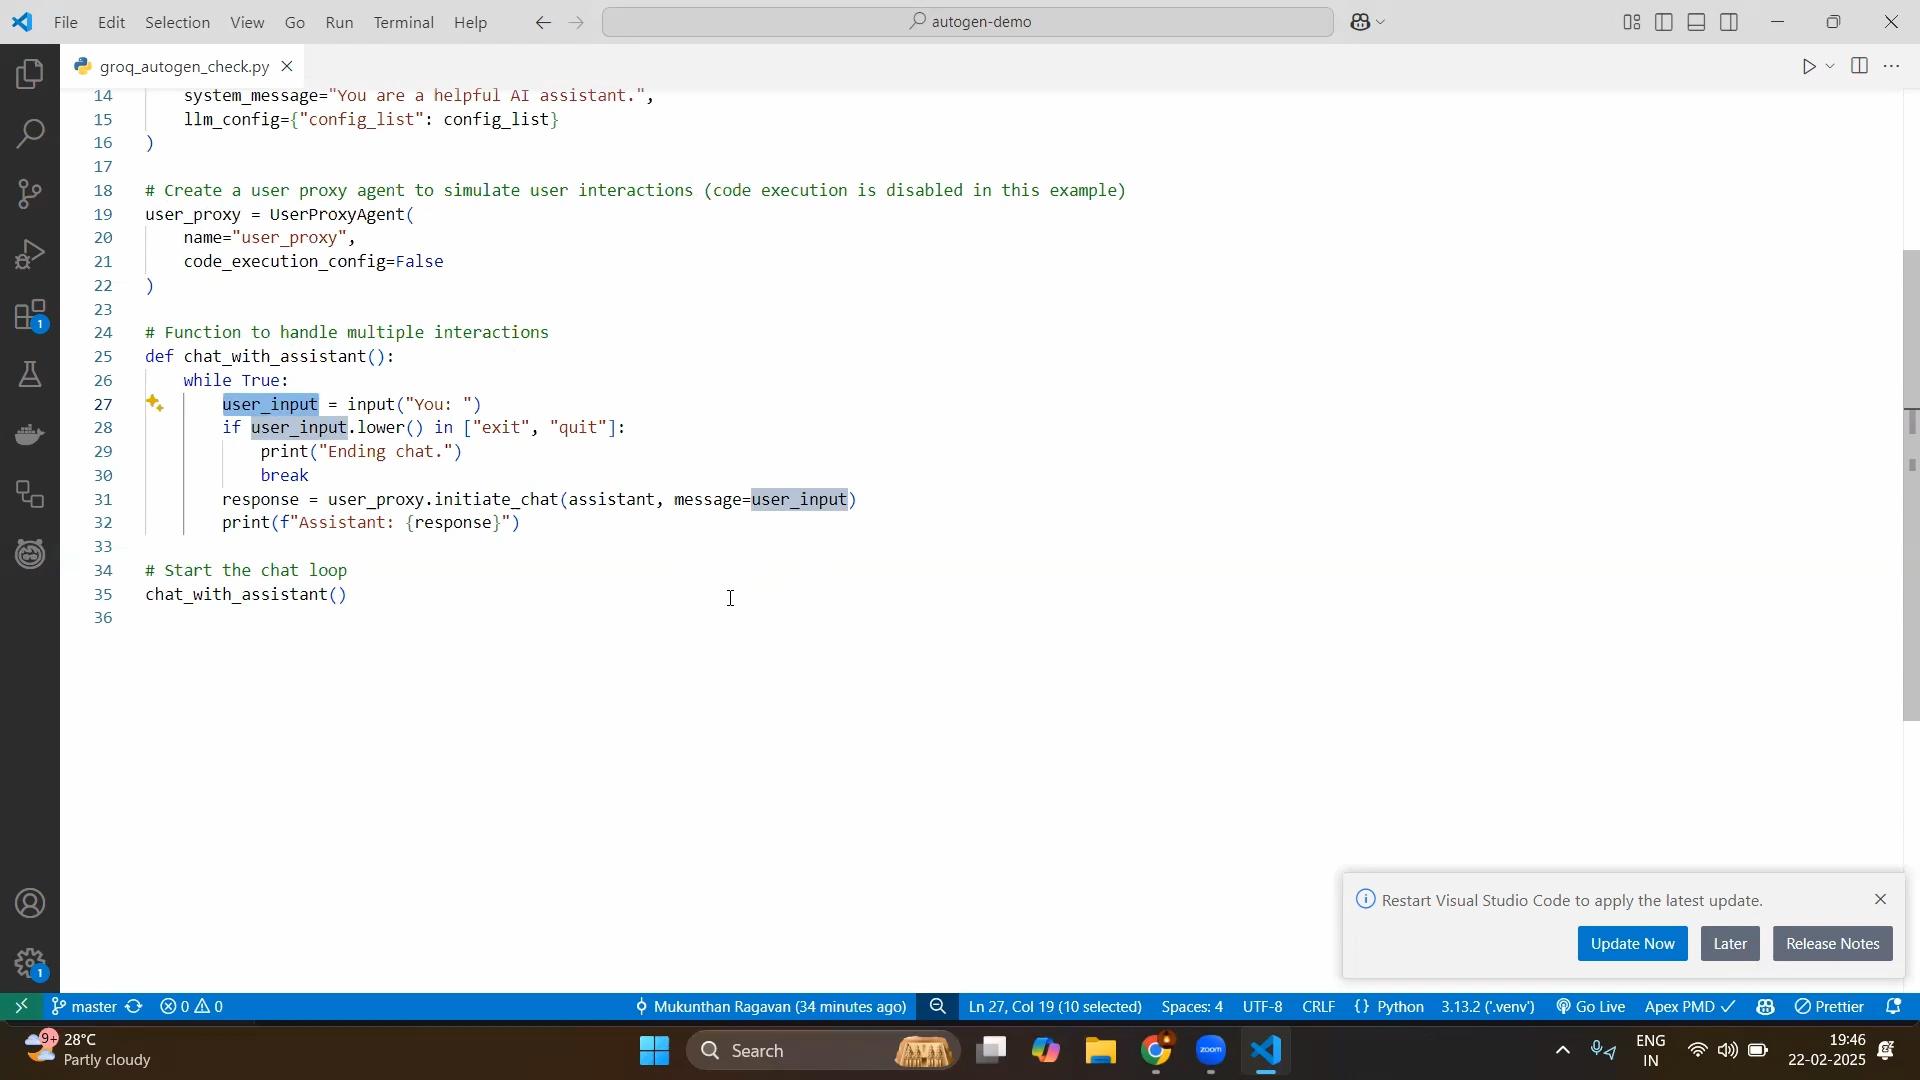 File Edit Selection View Go Run Terminal Help autogen-demo
groq_autogen_check.py
14 system_message="You are a helpful AI assistant.",
15 llm_config={"config_list": config_list}
16 )
17
18 # Create a user proxy agent to simulate user interactions (code execution is disabled in this example)
19 user_proxy = UserProxyAgent(
20 name="user_proxy",
21 code_execution_config=False
22 )
23
24 # Function to handle multiple interactions
25 def chat_with_assistant():
26 while True:
27 user_input = input("You: ")
28 if user_input.lower() in ["exit", "quit"]:
29 print("Ending chat.")
30 break
31 response = user_proxy.initiate_chat(assistant, message=user_input)
32 print(f"Assistant: {response}")
33
34 # Start the chat loop
35 chat_with_assistant()
36
1
1
Restart Visual Studio Code to apply the latest update.
Update Now Later Release Notes
master 0 0 Mukunthan Ragavan (34 minutes ago) Ln 27, Col 19 (10 selected) Spaces: 4 UTF-8 CRLF {} Python 3.13.2 ('.venv') Go Live Apex PMD Prettier
9+ 28°C
Partly cloudy
Search
zoom
ENG
IN
19:46
22-02-2025